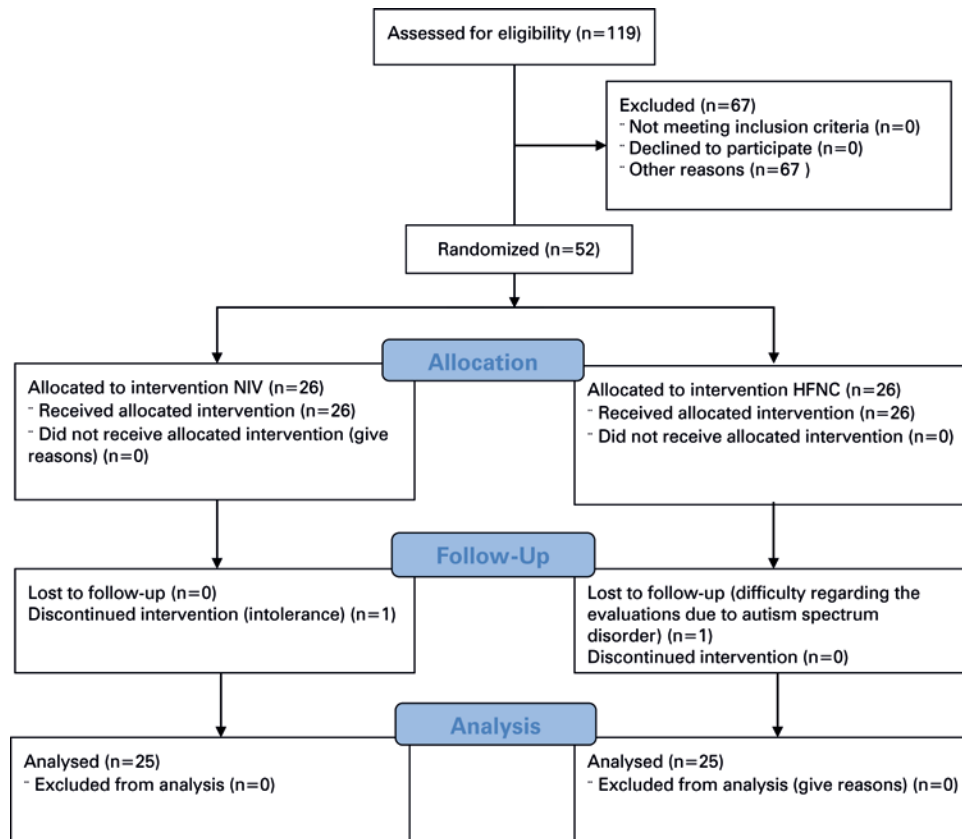 Assessed for eligibility (n=119)
Excluded (n=67)
- Not meeting inclusion criteria (n=0)
- Declined to participate (n=0)
- Other reasons (n=67 )
Randomized (n=52)
Allocation
Allocated to intervention NIV (n=26)
- Received allocated intervention (n=26)
- Did not receive allocated intervention (give
reasons) (n=0)
Allocated to intervention HFNC (n=26)
- Received allocated intervention (n=26)
- Did not receive allocated intervention (n=0)
Follow-Up
Lost to follow-up (n=0)
Discontinued intervention (intolerance) (n=1)
Lost to follow-up (difficulty regarding the
evaluations due to autism spectrum
disorder) (n=1)
Discontinued intervention (n=0)
Analysis
Analysed (n=25)
- Excluded from analysis (n=0)
Analysed (n=25)
- Excluded from analysis (give reasons) (n=0)